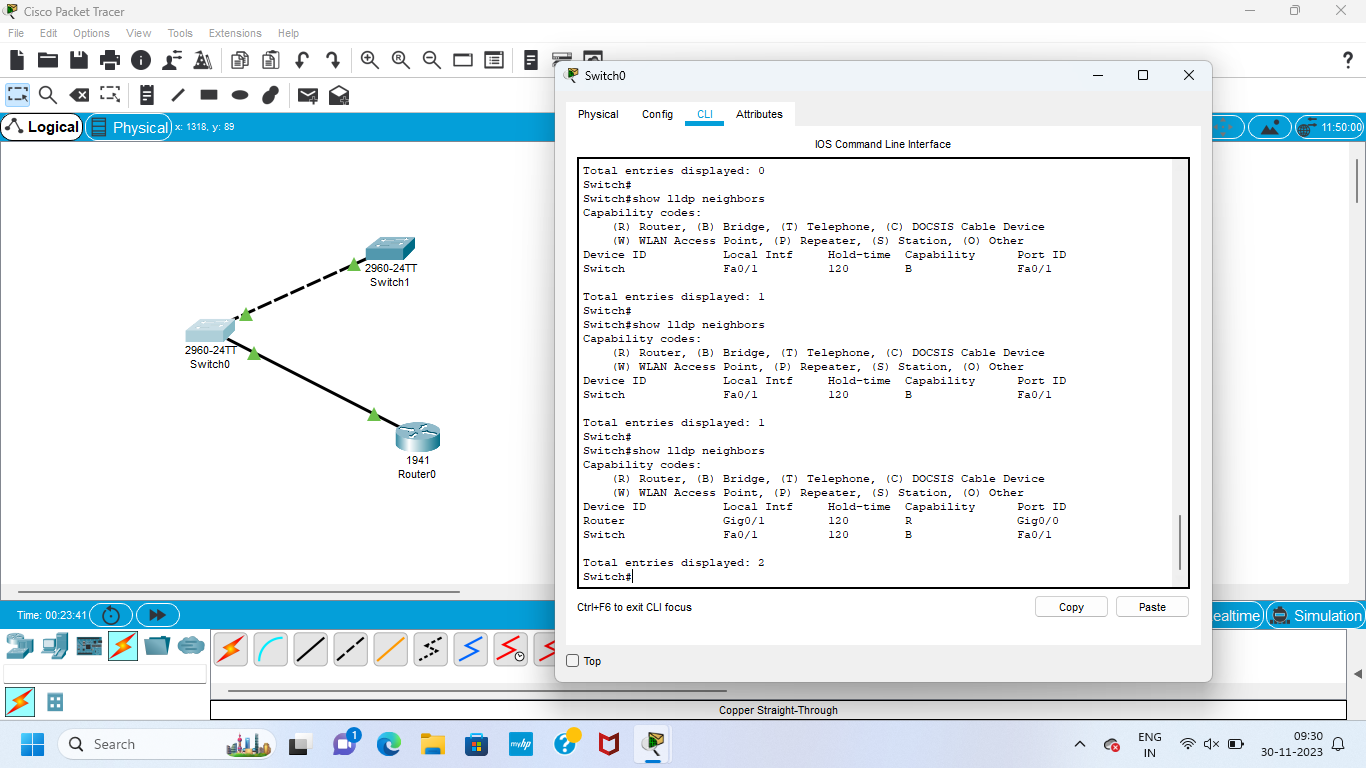 Cisco Packet Tracer
File Edit Options View Tools Extensions Help
Logical Physical x: 1318, y: 89
11:50:00
2960-24TT
Switch1
2960-24TT
Switch0
1941
Router0
Switch0
Physical Config CLI Attributes
IOS Command Line Interface
Total entries displayed: 0
Switch#
Switch#show lldp neighbors
Capability codes:
(R) Router, (B) Bridge, (T) Telephone, (C) DOCSIS Cable Device
(W) WLAN Access Point, (P) Repeater, (S) Station, (O) Other
Device ID Local Intf Hold-time Capability Port ID
Switch Fa0/1 120 B Fa0/1
Total entries displayed: 1
Switch#
Switch#show lldp neighbors
Capability codes:
(R) Router, (B) Bridge, (T) Telephone, (C) DOCSIS Cable Device
(W) WLAN Access Point, (P) Repeater, (S) Station, (O) Other
Device ID Local Intf Hold-time Capability Port ID
Switch Fa0/1 120 B Fa0/1
Total entries displayed: 1
Switch#
Switch#show lldp neighbors
Capability codes:
(R) Router, (B) Bridge, (T) Telephone, (C) DOCSIS Cable Device
(W) WLAN Access Point, (P) Repeater, (S) Station, (O) Other
Device ID Local Intf Hold-time Capability Port ID
Router Gig0/1 120 R Gig0/0
Switch Fa0/1 120 B Fa0/1
Total entries displayed: 2
Switch#
Ctrl+F6 to exit CLI focus
Copy Paste
Top
Time: 00:23:41
ealtime Simulation
Copper Straight-Through
Search
1
myhp
?
ENG
IN
09:30
30-11-2023